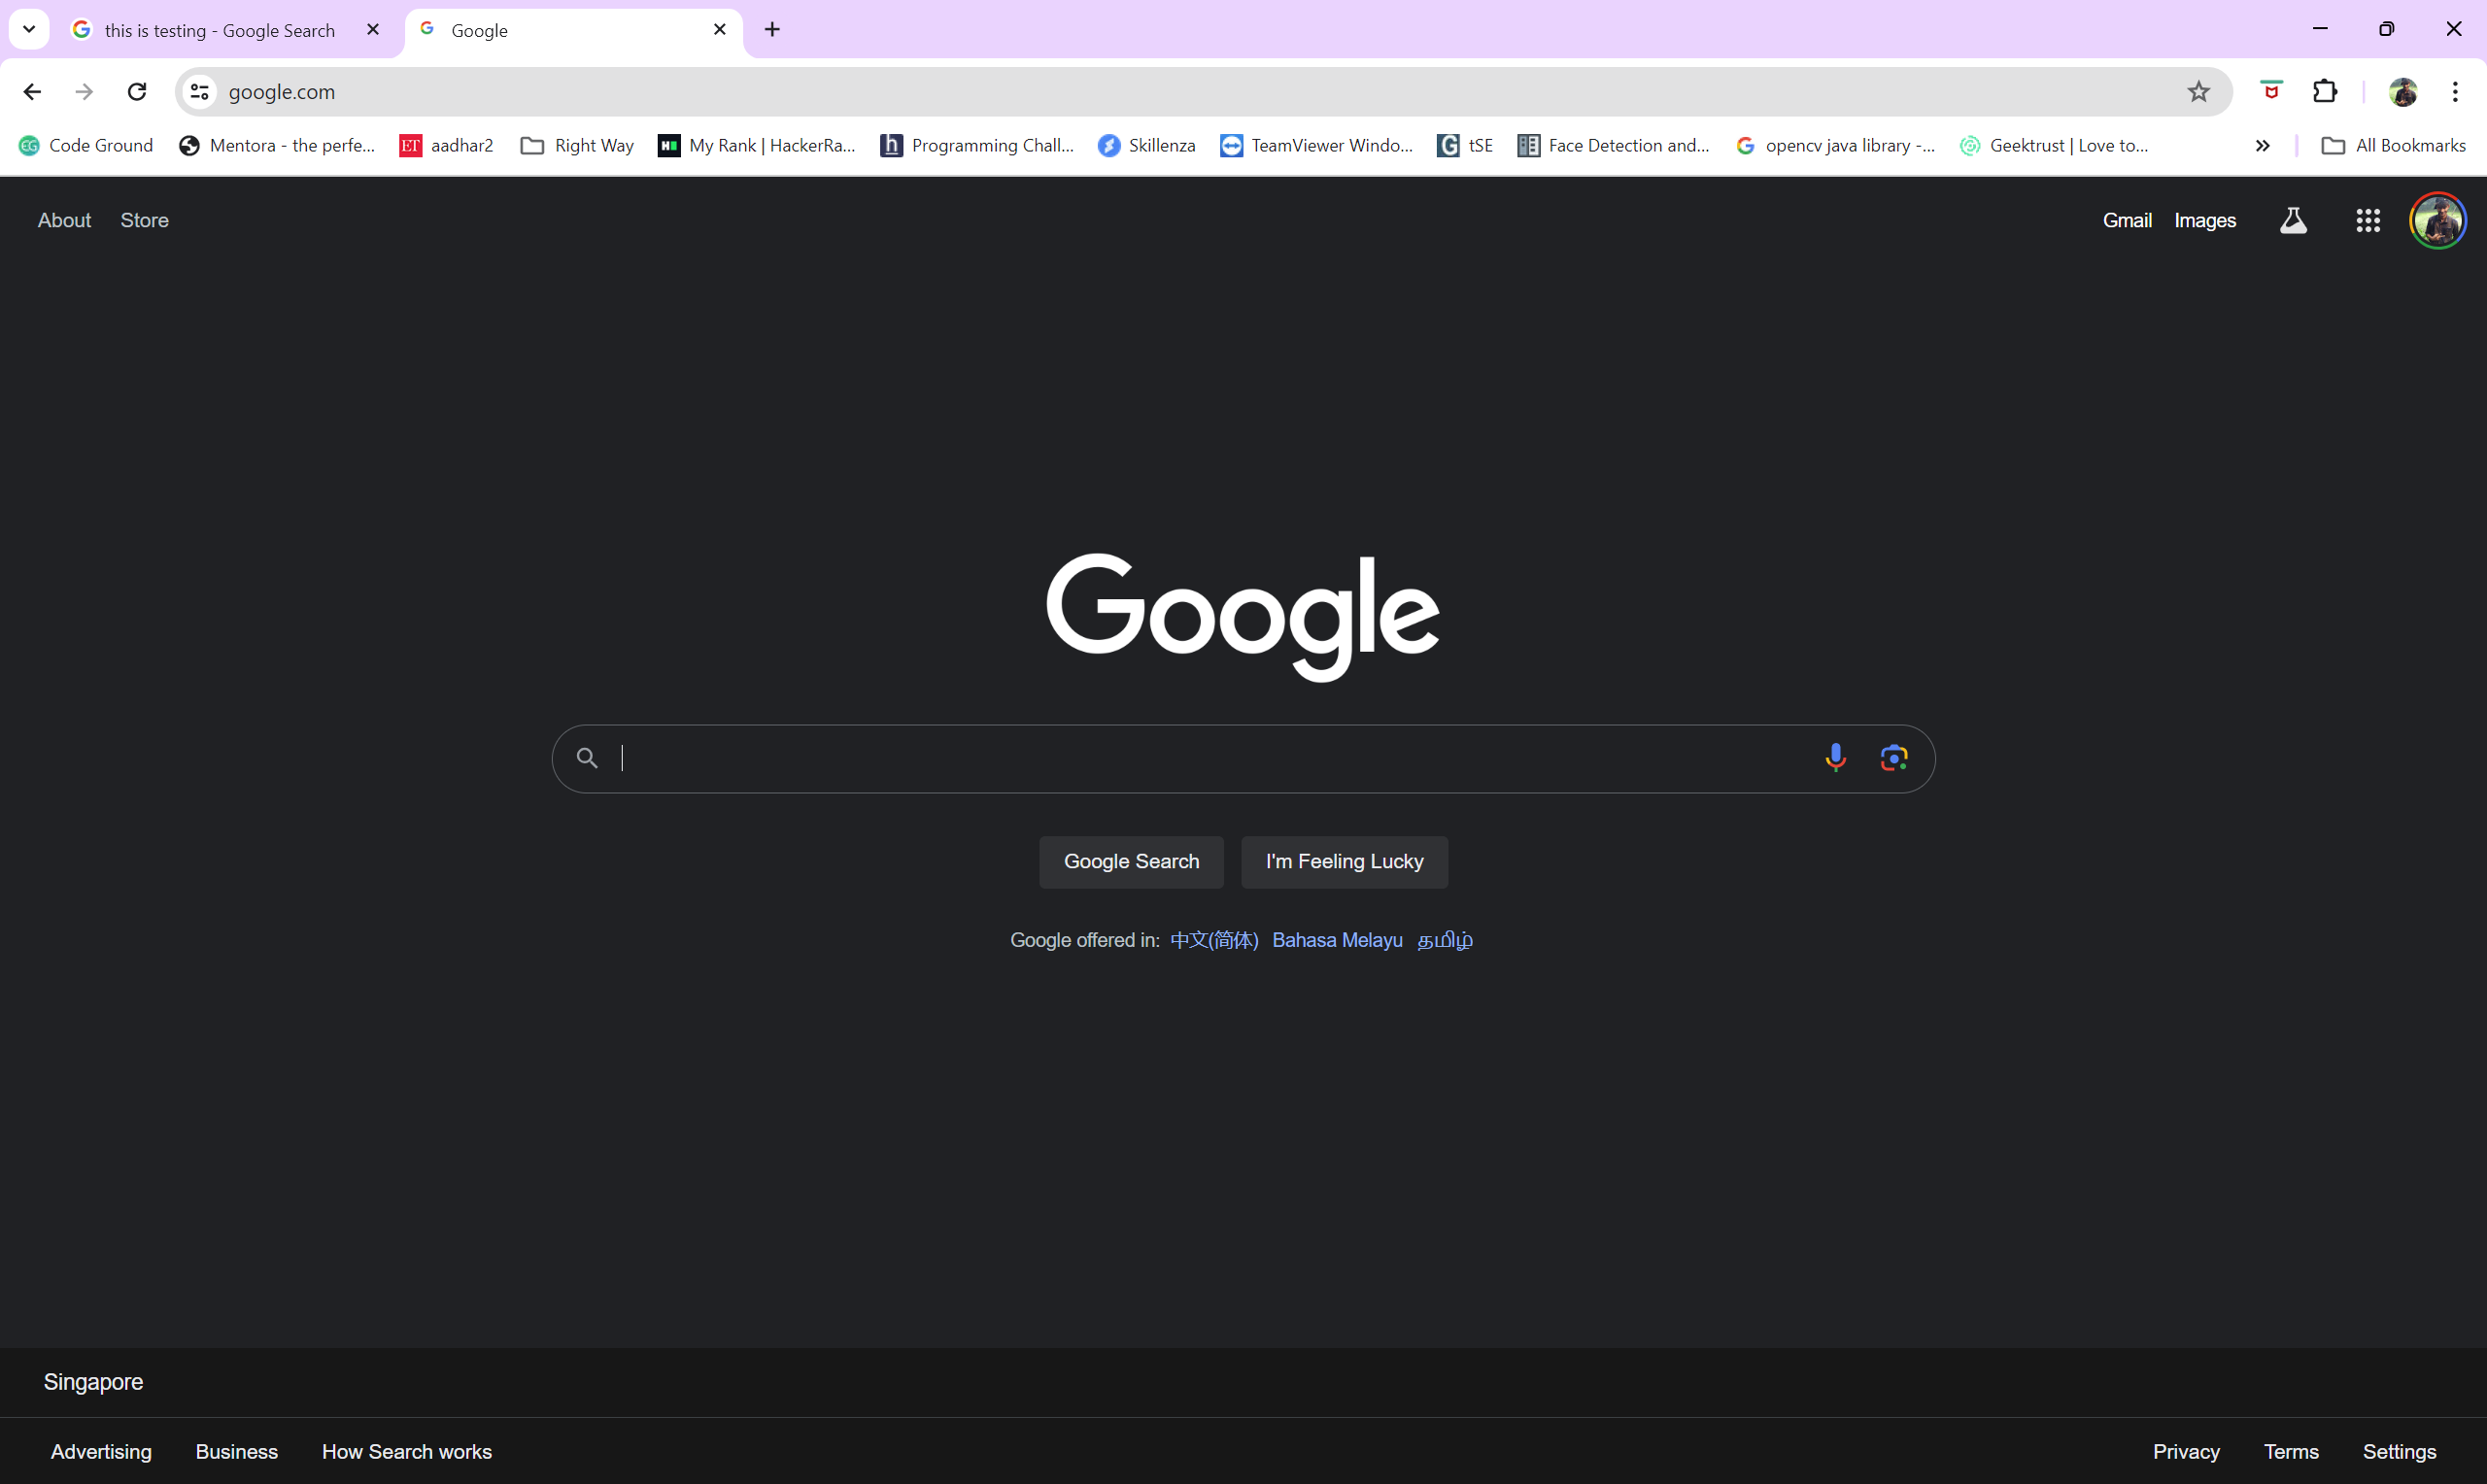 this is testing - Google Search
Google
google.com
Code Ground
Mentora - the perfe...
aadhar2
Right Way
My Rank | HackerRa...
Programming Chall...
Skillenza
TeamViewer Windo...
tSE
Face Detection and...
opencv java library -...
Geektrust | Love to...
All Bookmarks
About Store
Gmail Images
Google
Google Search
I'm Feeling Lucky
Google offered in: 中文(简体) Bahasa Melayu தமிழ்
Singapore
Advertising Business How Search works
Privacy Terms Settings